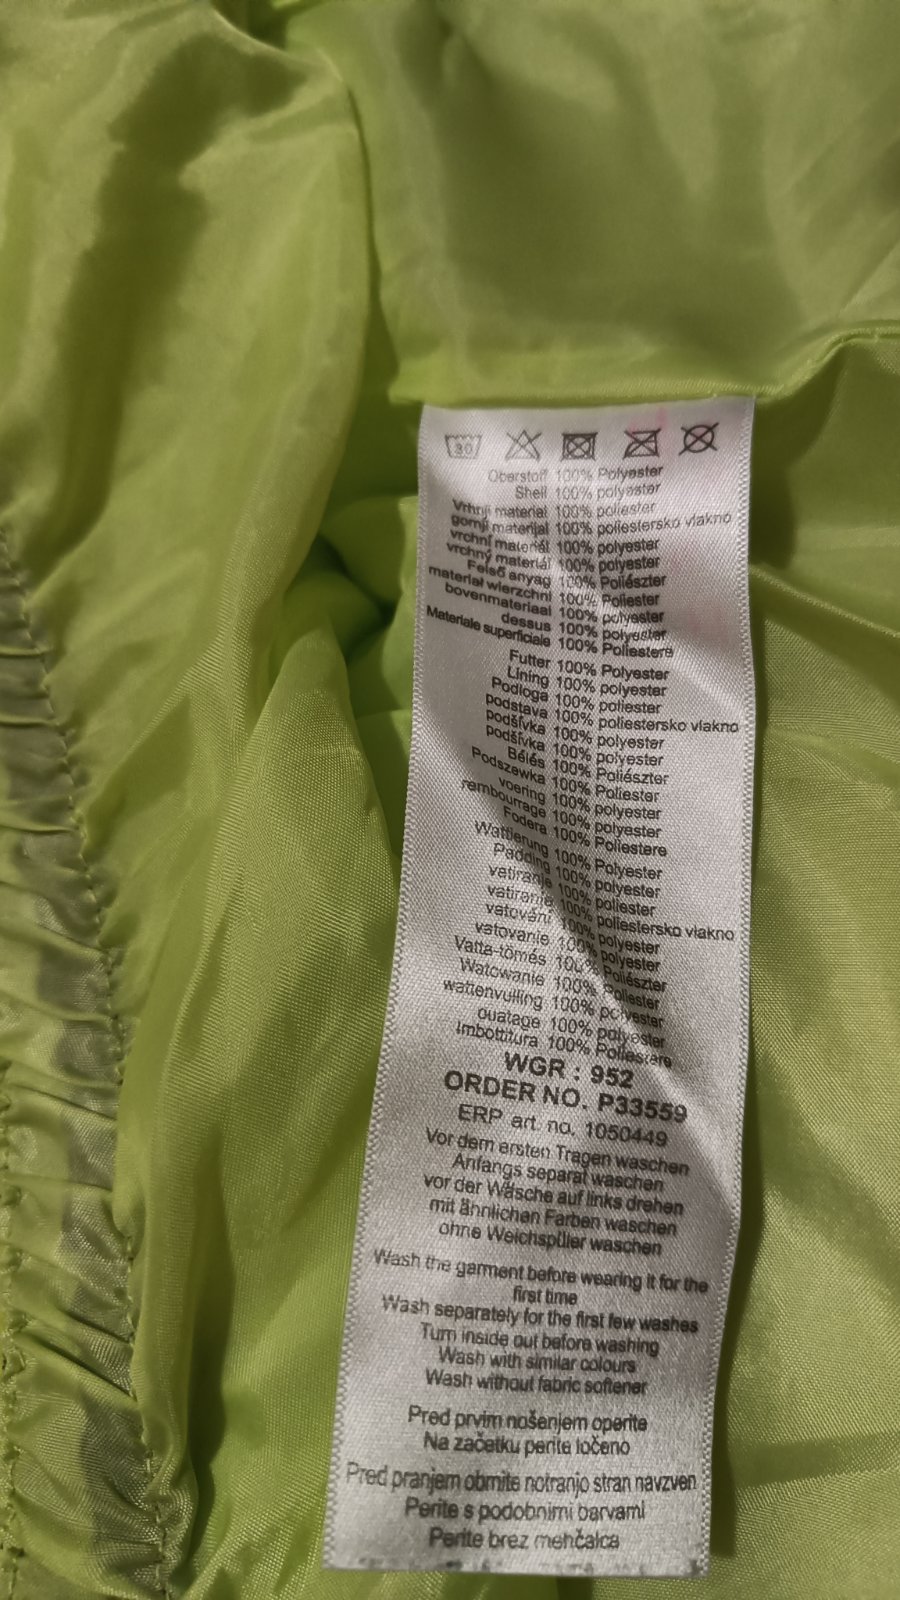 30
Oberstoff 100% Polyester
Shell 100% polyester
Vrhnji material 100% poliester
gornji materijal 100% poliestersko vlakno
vrchní materiál 100% polyester
vrchný materiál 100% polyester
Felső anyag 100% Poliészter
materiał wierzchni 100% Poliester
bovenmateriaal 100% polyester
dessus 100% polyester
Materiale superficiale 100% Poliestere
Futter 100% Polyester
Lining 100% polyester
Podloga 100% poliester
podstava 100% poliestersko vlakno
podšívka 100% polyester
podšívka 100% polyester
Bélés 100% Poliészter
Podszewka 100% Poliester
voering 100% polyester
rembourrage 100% polyester
Fodera 100% Poliestere
Wattierung 100% Polyester
Padding 100% polyester
vatiranje 100% poliester
vatiranje 100% poliestersko vlakno
vatování 100% polyester
vatovanie 100% polyester
Vatta-tömés 100% Poliészter
Watowanie 100% Poliester
wattenvulling 100% polyester
ouatage 100% polyester
Imbottitura 100% Poliestere
WGR : 952
ORDER NO. P33559
ERP art. no. 1050449
Vor dem ersten Tragen waschen
Anfangs separat waschen
vor der Wäsche auf links drehen
mit ähnlichen Farben waschen
ohne Weichspüler waschen
Wash the garment before wearing it for the
first time
Wash separately for the first few washes
Turn inside out before washing
Wash with similar colours
Wash without fabric softener
Pred prvim nošenjem operite
Na začetku perite ločeno
Pred pranjem obrnite notranjo stran navzven
Perite s podobnimi barvami
Perite brez mehčalca